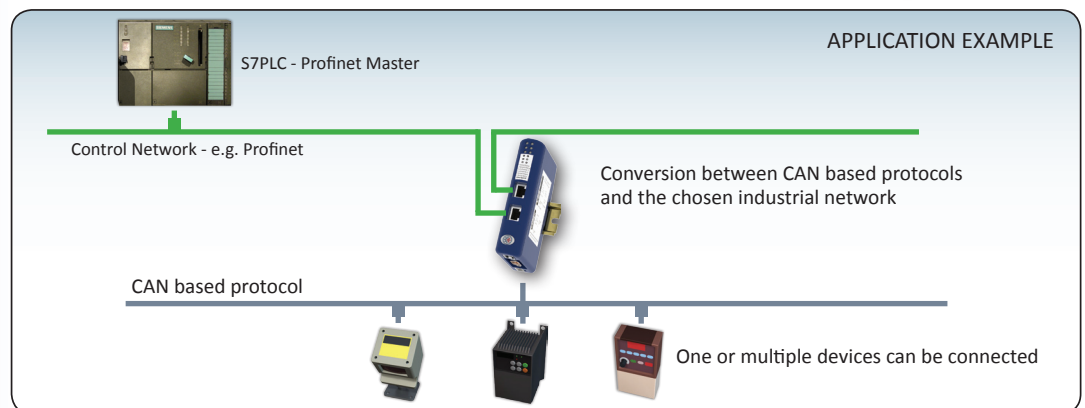 APPLICATION EXAMPLE
S7PLC - Profinet Master
Control Network - e.g. Profinet
Conversion between CAN based protocols
and the chosen industrial network
CAN based protocol
One or multiple devices can be connected